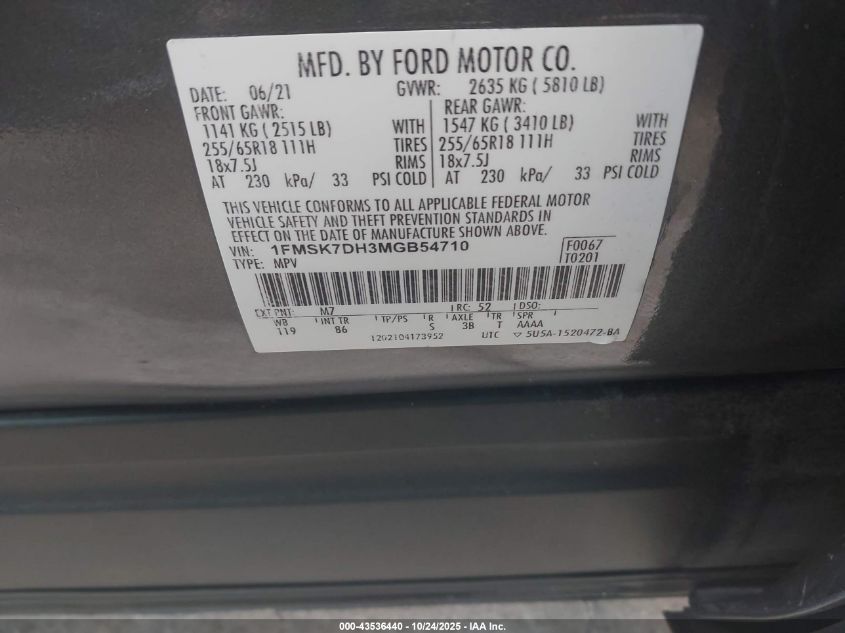 MFD. BY FORD MOTOR CO.
DATE: 06/21 GVWR: 2635 KG ( 5810 LB)
FRONT GAWR: REAR GAWR:
1141 KG ( 2515 LB) WITH 1547 KG ( 3410 LB) WITH
255/65R18 111H TIRES 255/65R18 111H TIRES
18x7.5J RIMS 18x7.5J RIMS
AT 230 kPa/ 33 PSI COLD AT 230 kPa/ 33 PSI COLD
THIS VEHICLE CONFORMS TO ALL APPLICABLE FEDERAL MOTOR
VEHICLE SAFETY AND THEFT PREVENTION STANDARDS IN
EFFECT ON THE DATE OF MANUFACTURE SHOWN ABOVE.
VIN: 1FMSK7DH3MGB54710 F0067
TYPE: MPV T0201
EXT PNT: M7 RC: 52 DSO:
WB INT TR TP/PS R AXLE TR SPR
119 86 S 3B T AAAA
12021 04173952 UTC ▽ 5U5A-1520472-BA
000-43536440 - 10/24/2025 - IAA Inc.